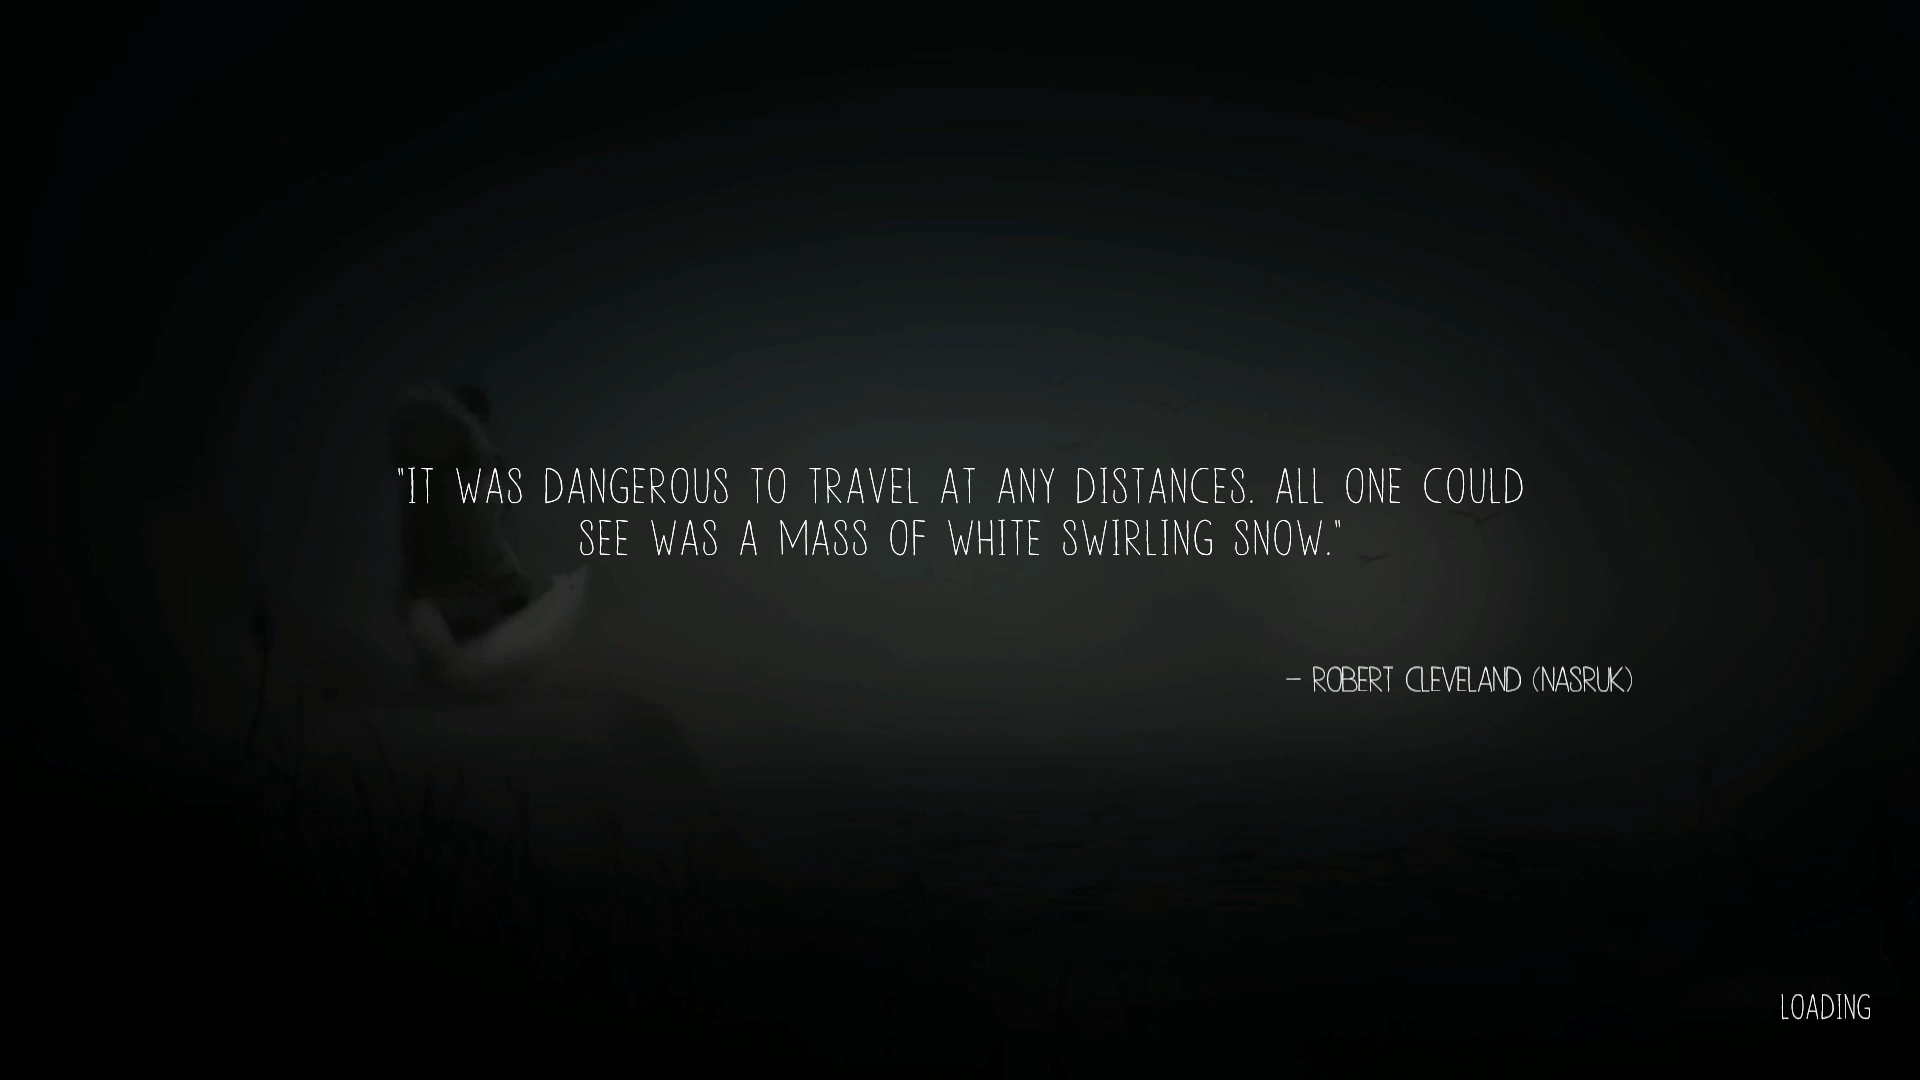 "IT WAS DANGEROUS TO TRAVEL AT ANY DISTANCES. ALL ONE COULD
SEE WAS A MASS OF WHITE SWIRLING SNOW."
– ROBERT CLEVELAND (NASRUK)
LOADING